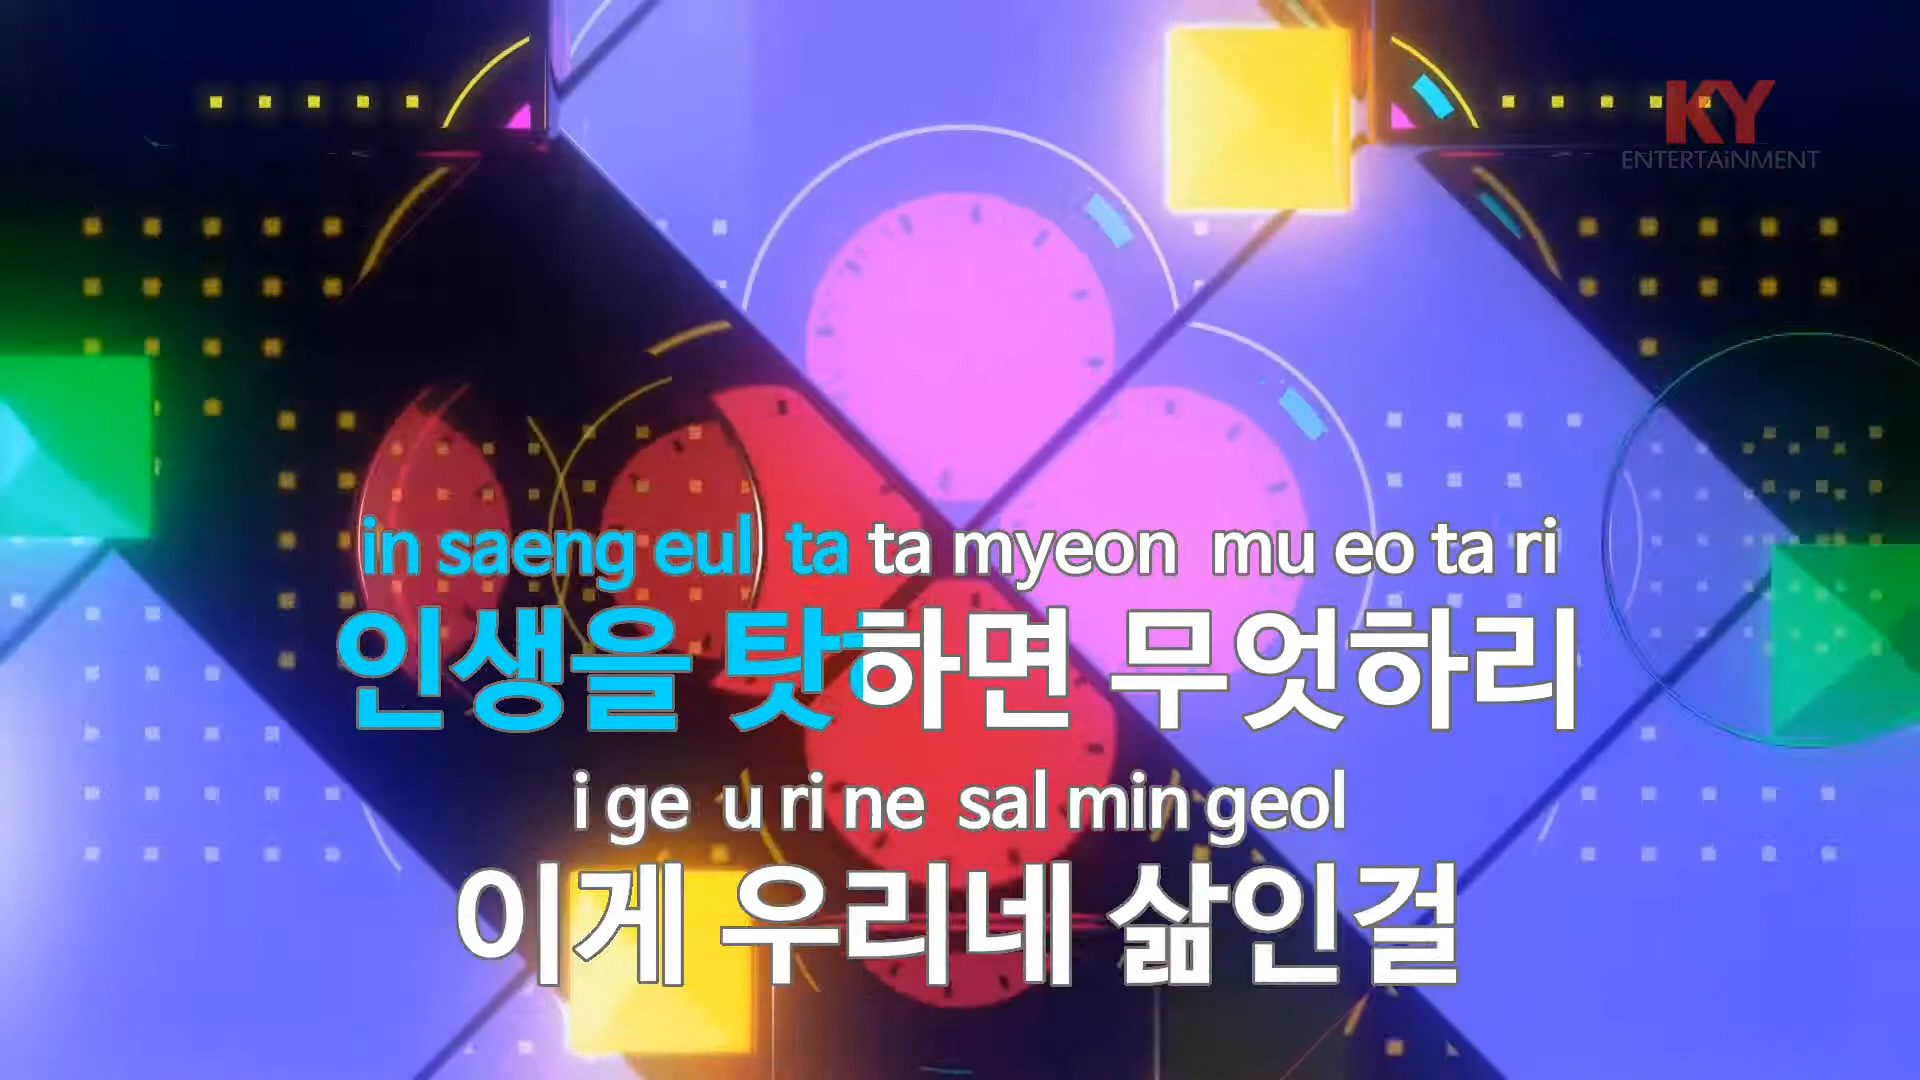 KY
ENTERTAiNMENT
in saeng eul ta ta myeon mu eo ta ri
인생을 탓하면 무엇하리
i ge u ri ne sal min geol
이게 우리네 삶인걸